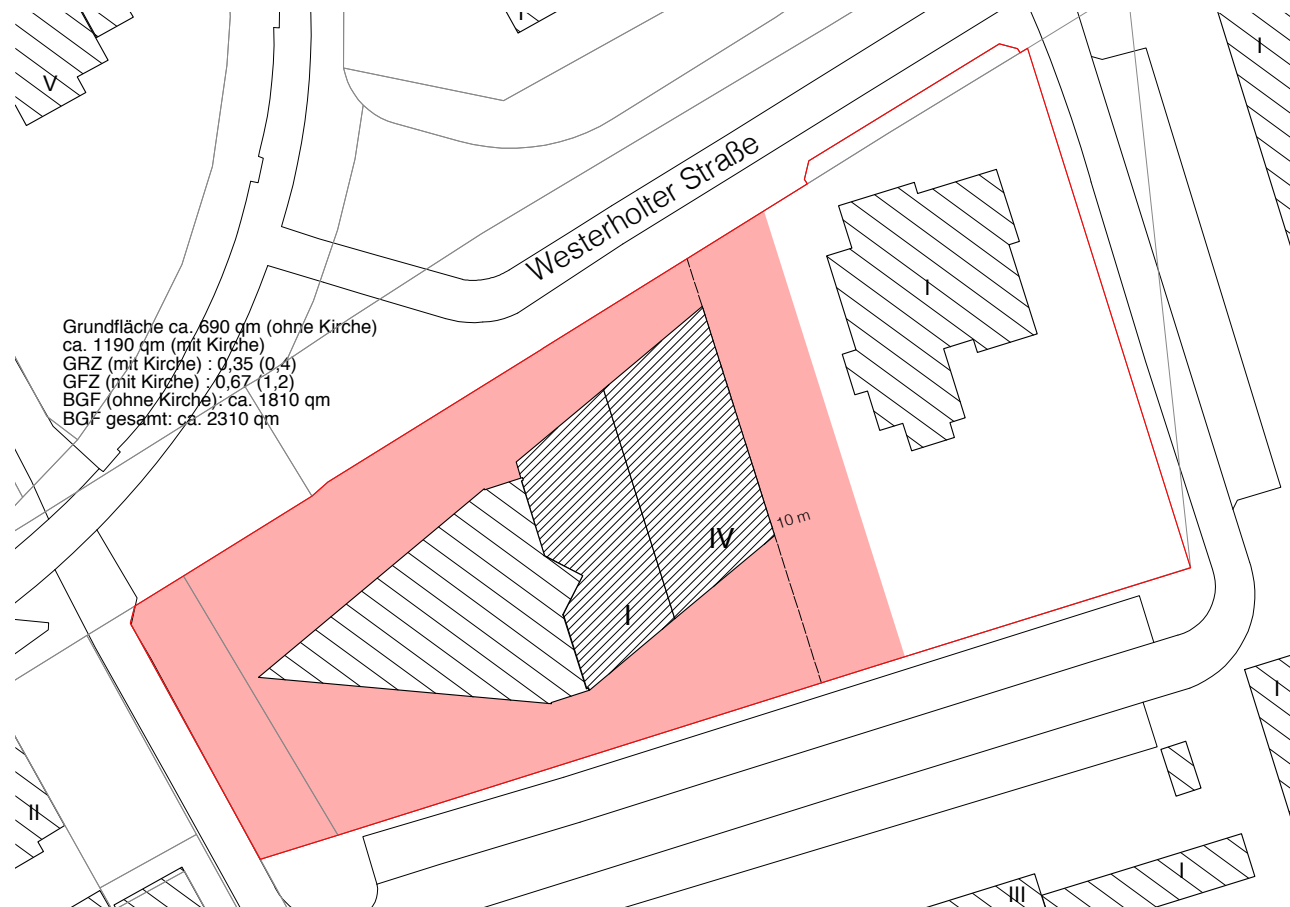 V
I
I
Westerholter Straße
I
Grundfläche ca. 690 qm (ohne Kirche)
ca. 1190 qm (mit Kirche)
GRZ (mit Kirche) : 0,35 (0,4)
GFZ (mit Kirche) : 0,67 (1,2)
BGF (ohne Kirche): ca. 1810 qm
BGF gesamt: ca. 2310 qm
10 m
IV
I
I
II
I
III